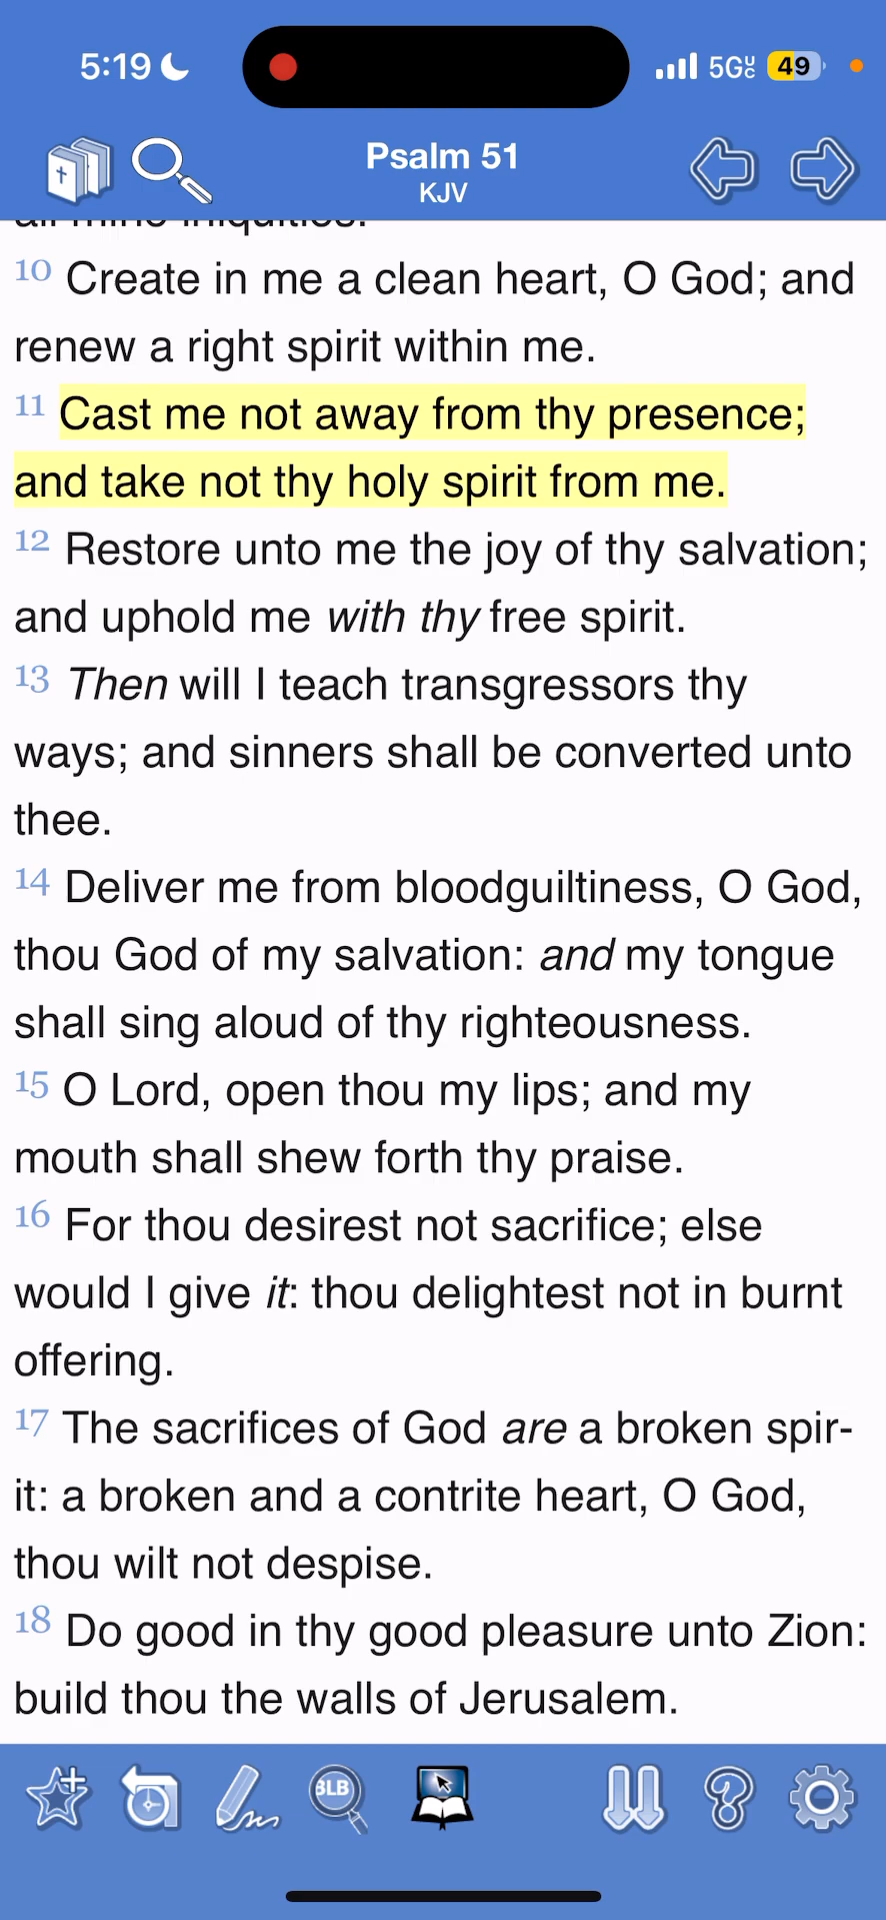 5:19
5G UC
49
Psalm 51
KJV
all mine iniquities.
10 Create in me a clean heart, O God; and
renew a right spirit within me.
11 Cast me not away from thy presence;
and take not thy holy spirit from me.
12 Restore unto me the joy of thy salvation;
and uphold me with thy free spirit.
13 Then will I teach transgressors thy
ways; and sinners shall be converted unto
thee.
14 Deliver me from bloodguiltiness, O God,
thou God of my salvation: and my tongue
shall sing aloud of thy righteousness.
15 O Lord, open thou my lips; and my
mouth shall shew forth thy praise.
16 For thou desirest not sacrifice; else
would I give it: thou delightest not in burnt
offering.
17 The sacrifices of God are a broken spir-
it: a broken and a contrite heart, O God,
thou wilt not despise.
18 Do good in thy good pleasure unto Zion:
build thou the walls of Jerusalem.
BLB